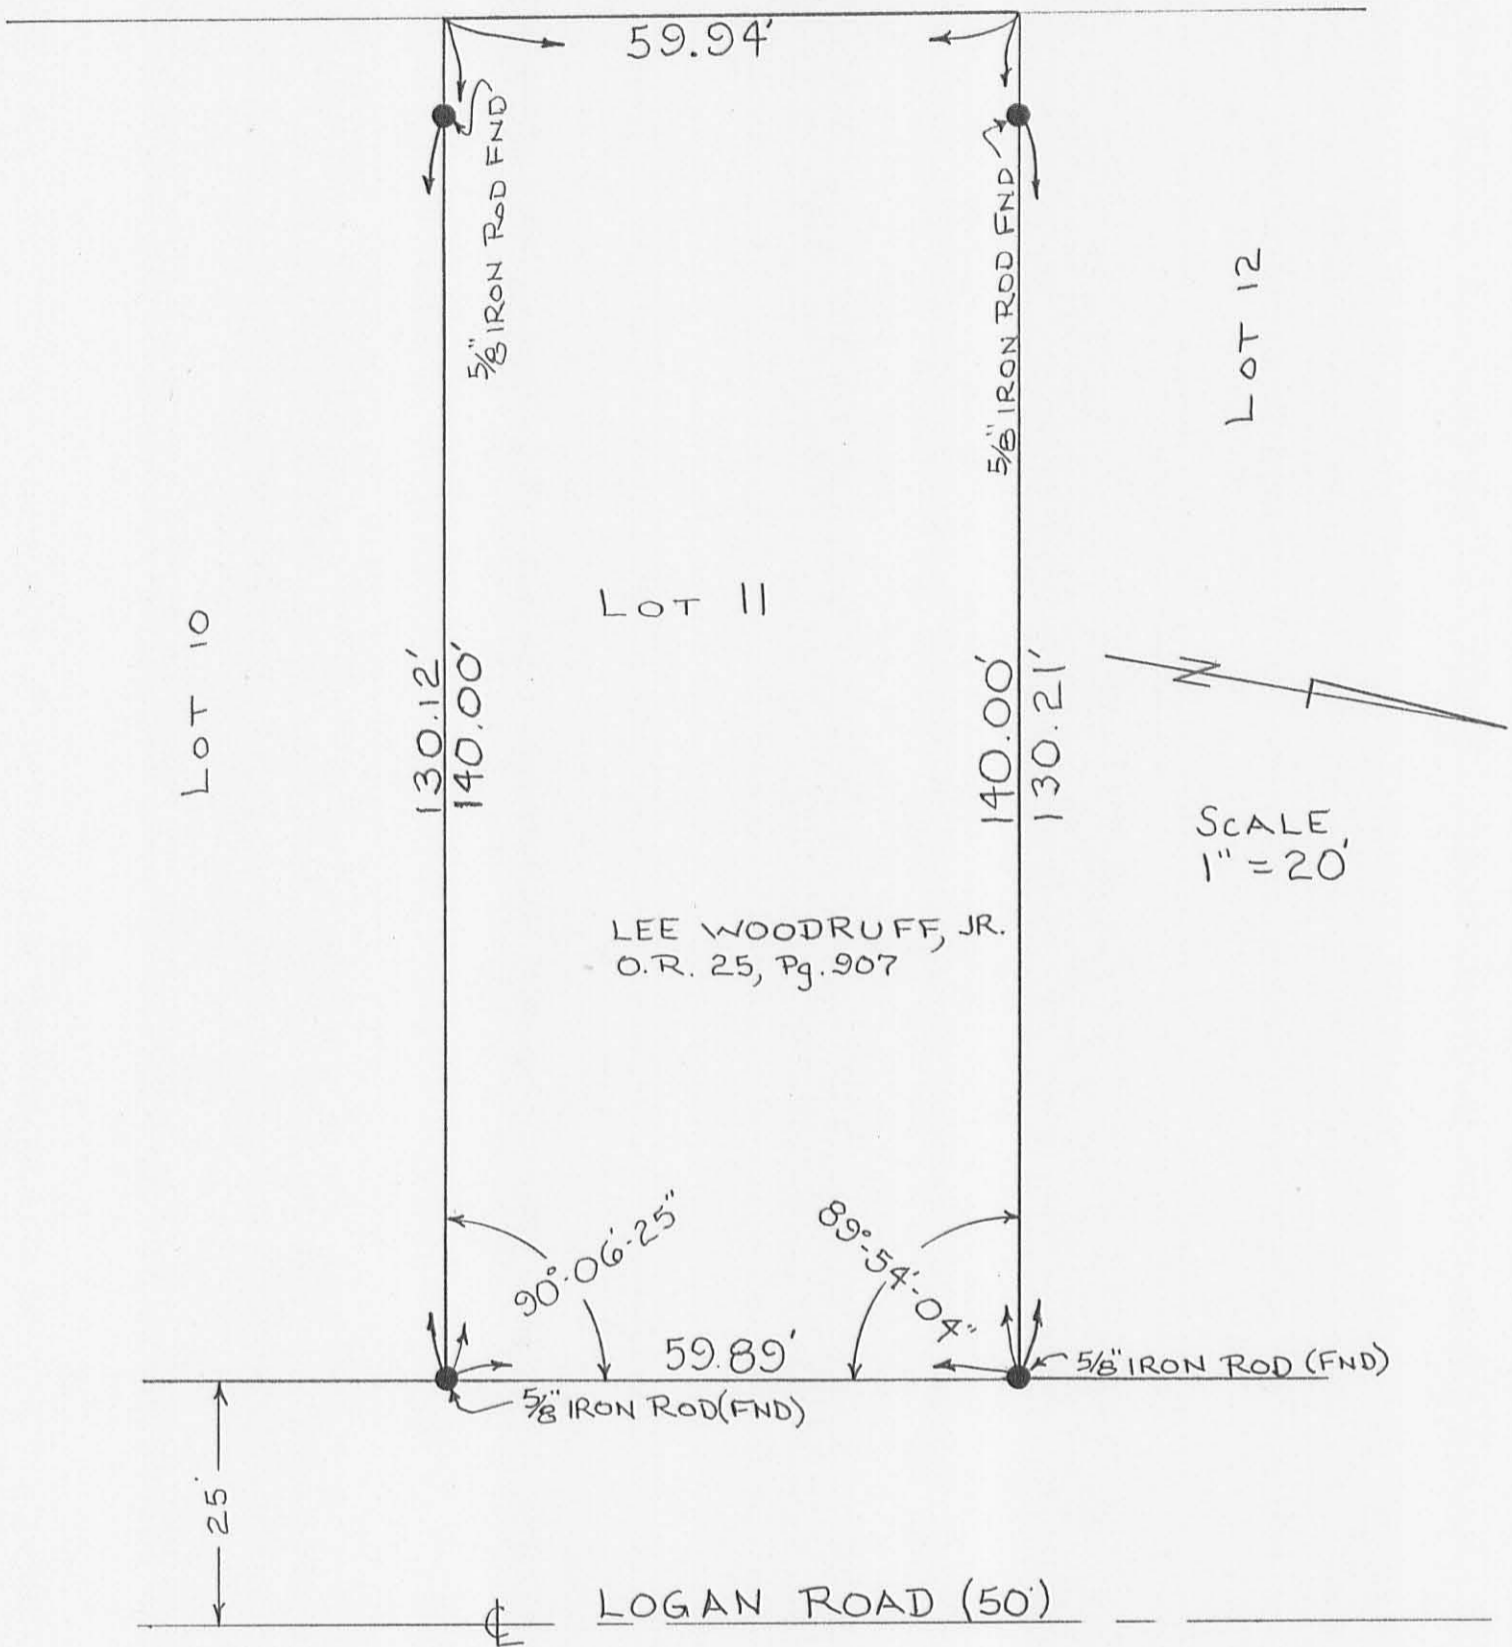 59.94'
5/8" IRON ROD FND
5/8" IRON ROD FND
LOT 12
LOT 11
LOT 10
130.12'
140.00'
140.00'
130.21'
N
SCALE
1" = 20'
LEE WOODRUFF, JR.
O.R. 25, Pg. 907
90°-06'-25"
89°-54'-04"
59.89'
5/8" IRON ROD (FND)
5/8" IRON ROD (FND)
25'
℄ LOGAN ROAD (50')